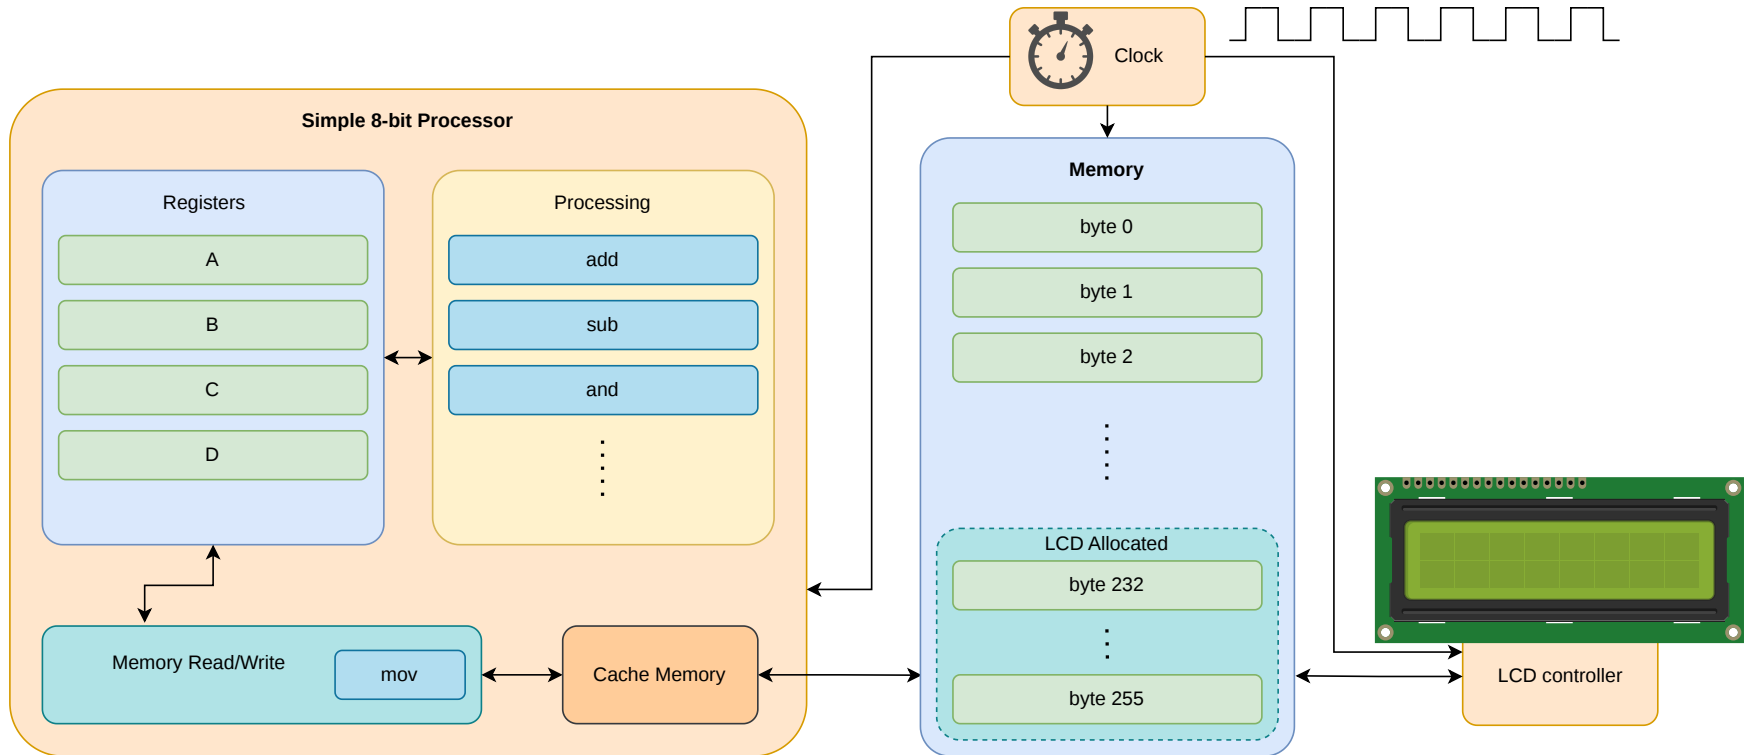 Clock
Simple 8-bit Processor
Registers
A
B
C
D
Processing
add
sub
and
Memory Read/Write
mov
Cache Memory
Memory
byte 0
byte 1
byte 2
LCD Allocated
byte 232
byte 255
LCD controller